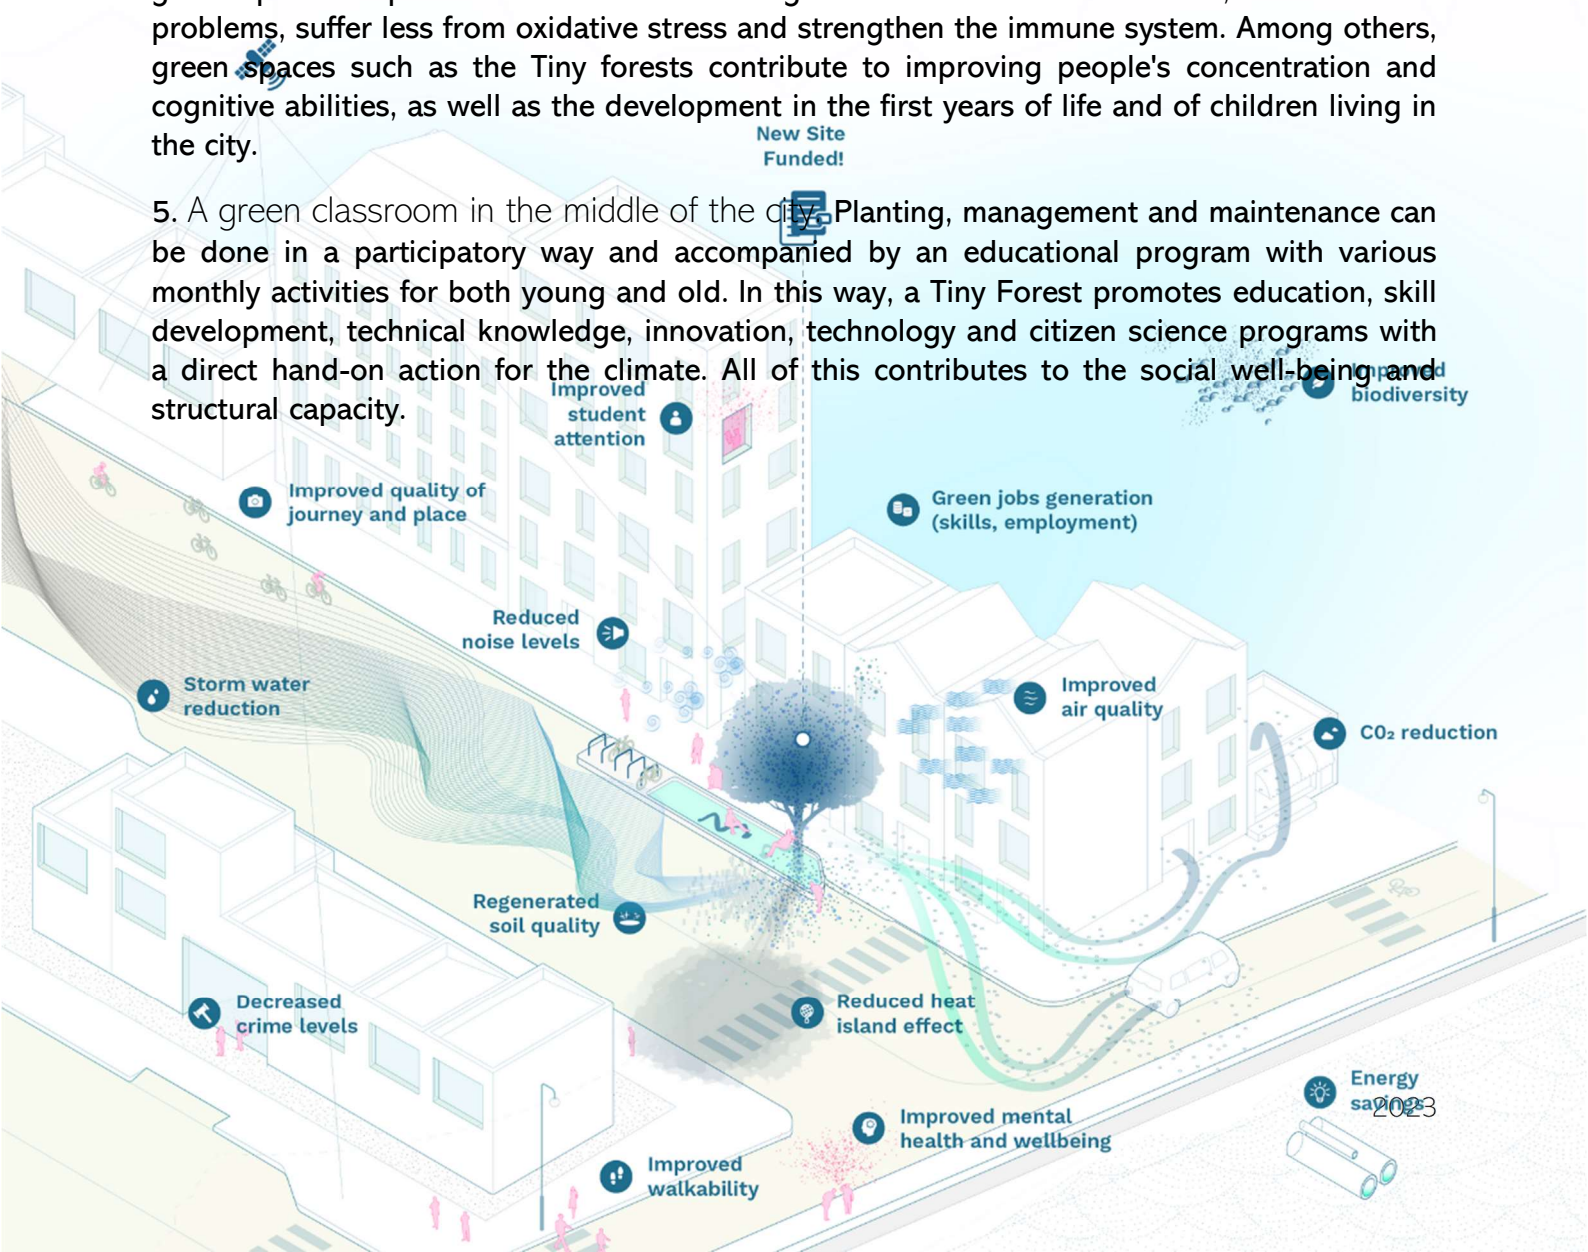 problems, suffer less from oxidative stress and strengthen the immune system. Among others,
green spaces such as the Tiny forests contribute to improving people's concentration and
cognitive abilities, as well as the development in the first years of life and of children living in
the city.
New Site
Funded!
5. A green classroom in the middle of the city. Planting, management and maintenance can
be done in a participatory way and accompanied by an educational program with various
monthly activities for both young and old. In this way, a Tiny Forest promotes education, skill
development, technical knowledge, innovation, technology and citizen science programs with
a direct hand-on action for the climate. All of this contributes to the social well-being and
structural capacity.
Improved
biodiversity
Improved
student
attention
Improved quality of
journey and place
Green jobs generation
(skills, employment)
Reduced
noise levels
Storm water
reduction
Improved
air quality
C0₂ reduction
Regenerated
soil quality
Decreased
crime levels
Reduced heat
island effect
Energy
savings
2023
Improved mental
health and wellbeing
Improved
walkability